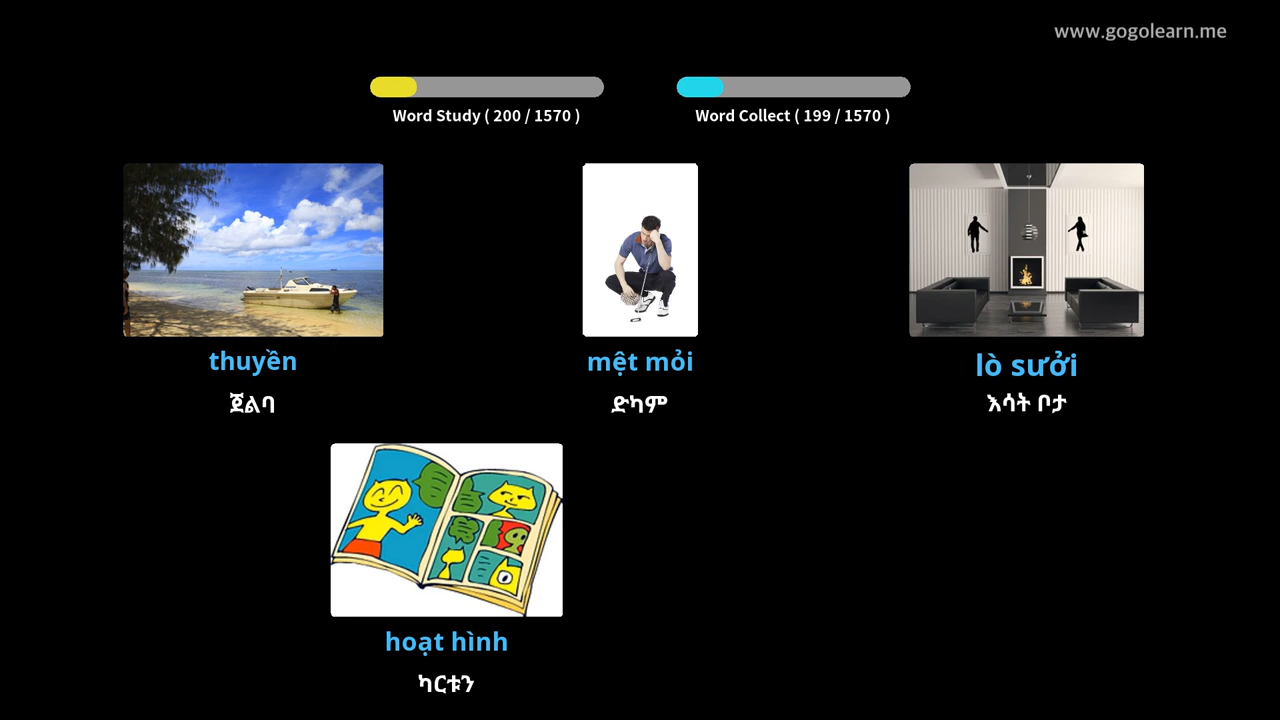 www.gogolearn.me
Word Study ( 200 / 1570 )
Word Collect ( 199 / 1570 )
thuyền
ጀልባ
mệt mỏi
ድካም
lò sưởi
እሳት ቦታ
hoạt hình
ካርቱን